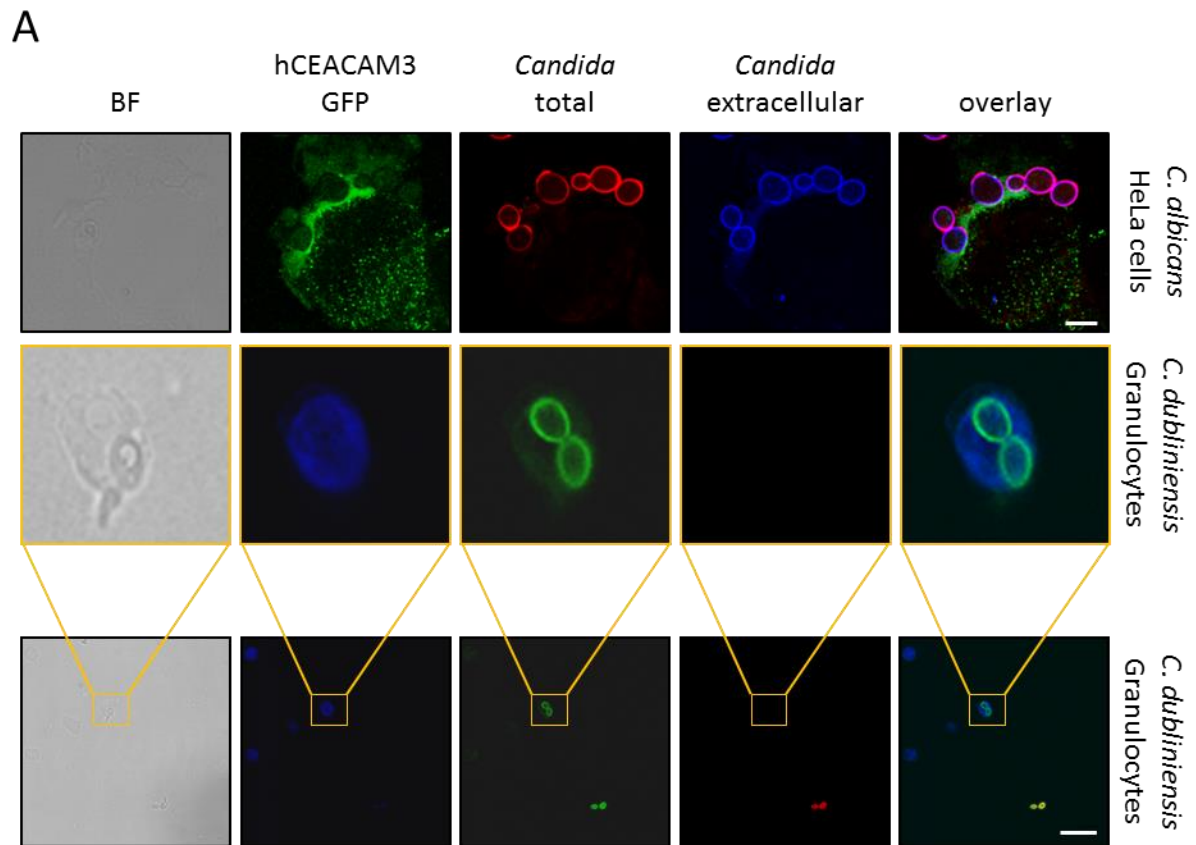 A
BF
hCEACAM3
GFP
Candida
total
Candida
extracellular
overlay
C. albicans
HeLa cells
C. dubliniensis
Granulocytes
C. dubliniensis
Granulocytes